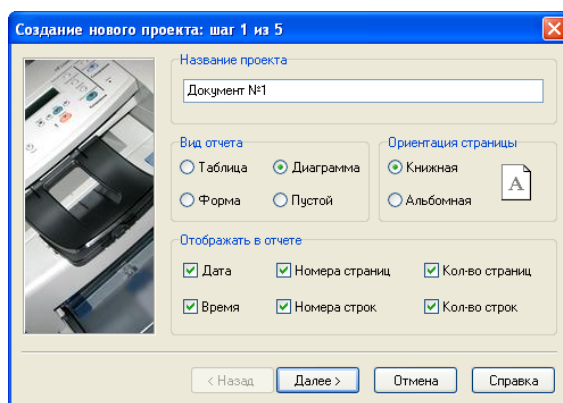 Создание нового проекта: шаг 1 из 5
Название проекта
Документ №1
Вид отчета
Ориентация страницы
Таблица
Диаграмма
Книжная
Форма
Пустой
Альбомная
A
Отображать в отчете
Дата
Номера страниц
Кол-во страниц
Время
Номера строк
Кол-во строк
< Назад
Далее >
Отмена
Справка